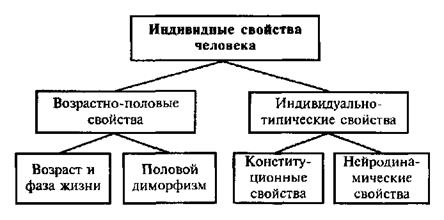 Индивидные свойства
человека
Возрастно-половые
свойства
Индивидуально-
типические свойства
Возраст и
фаза жизни
Половой
диморфизм
Конститу-
ционные
свойства
Нейродина-
мические
свойства